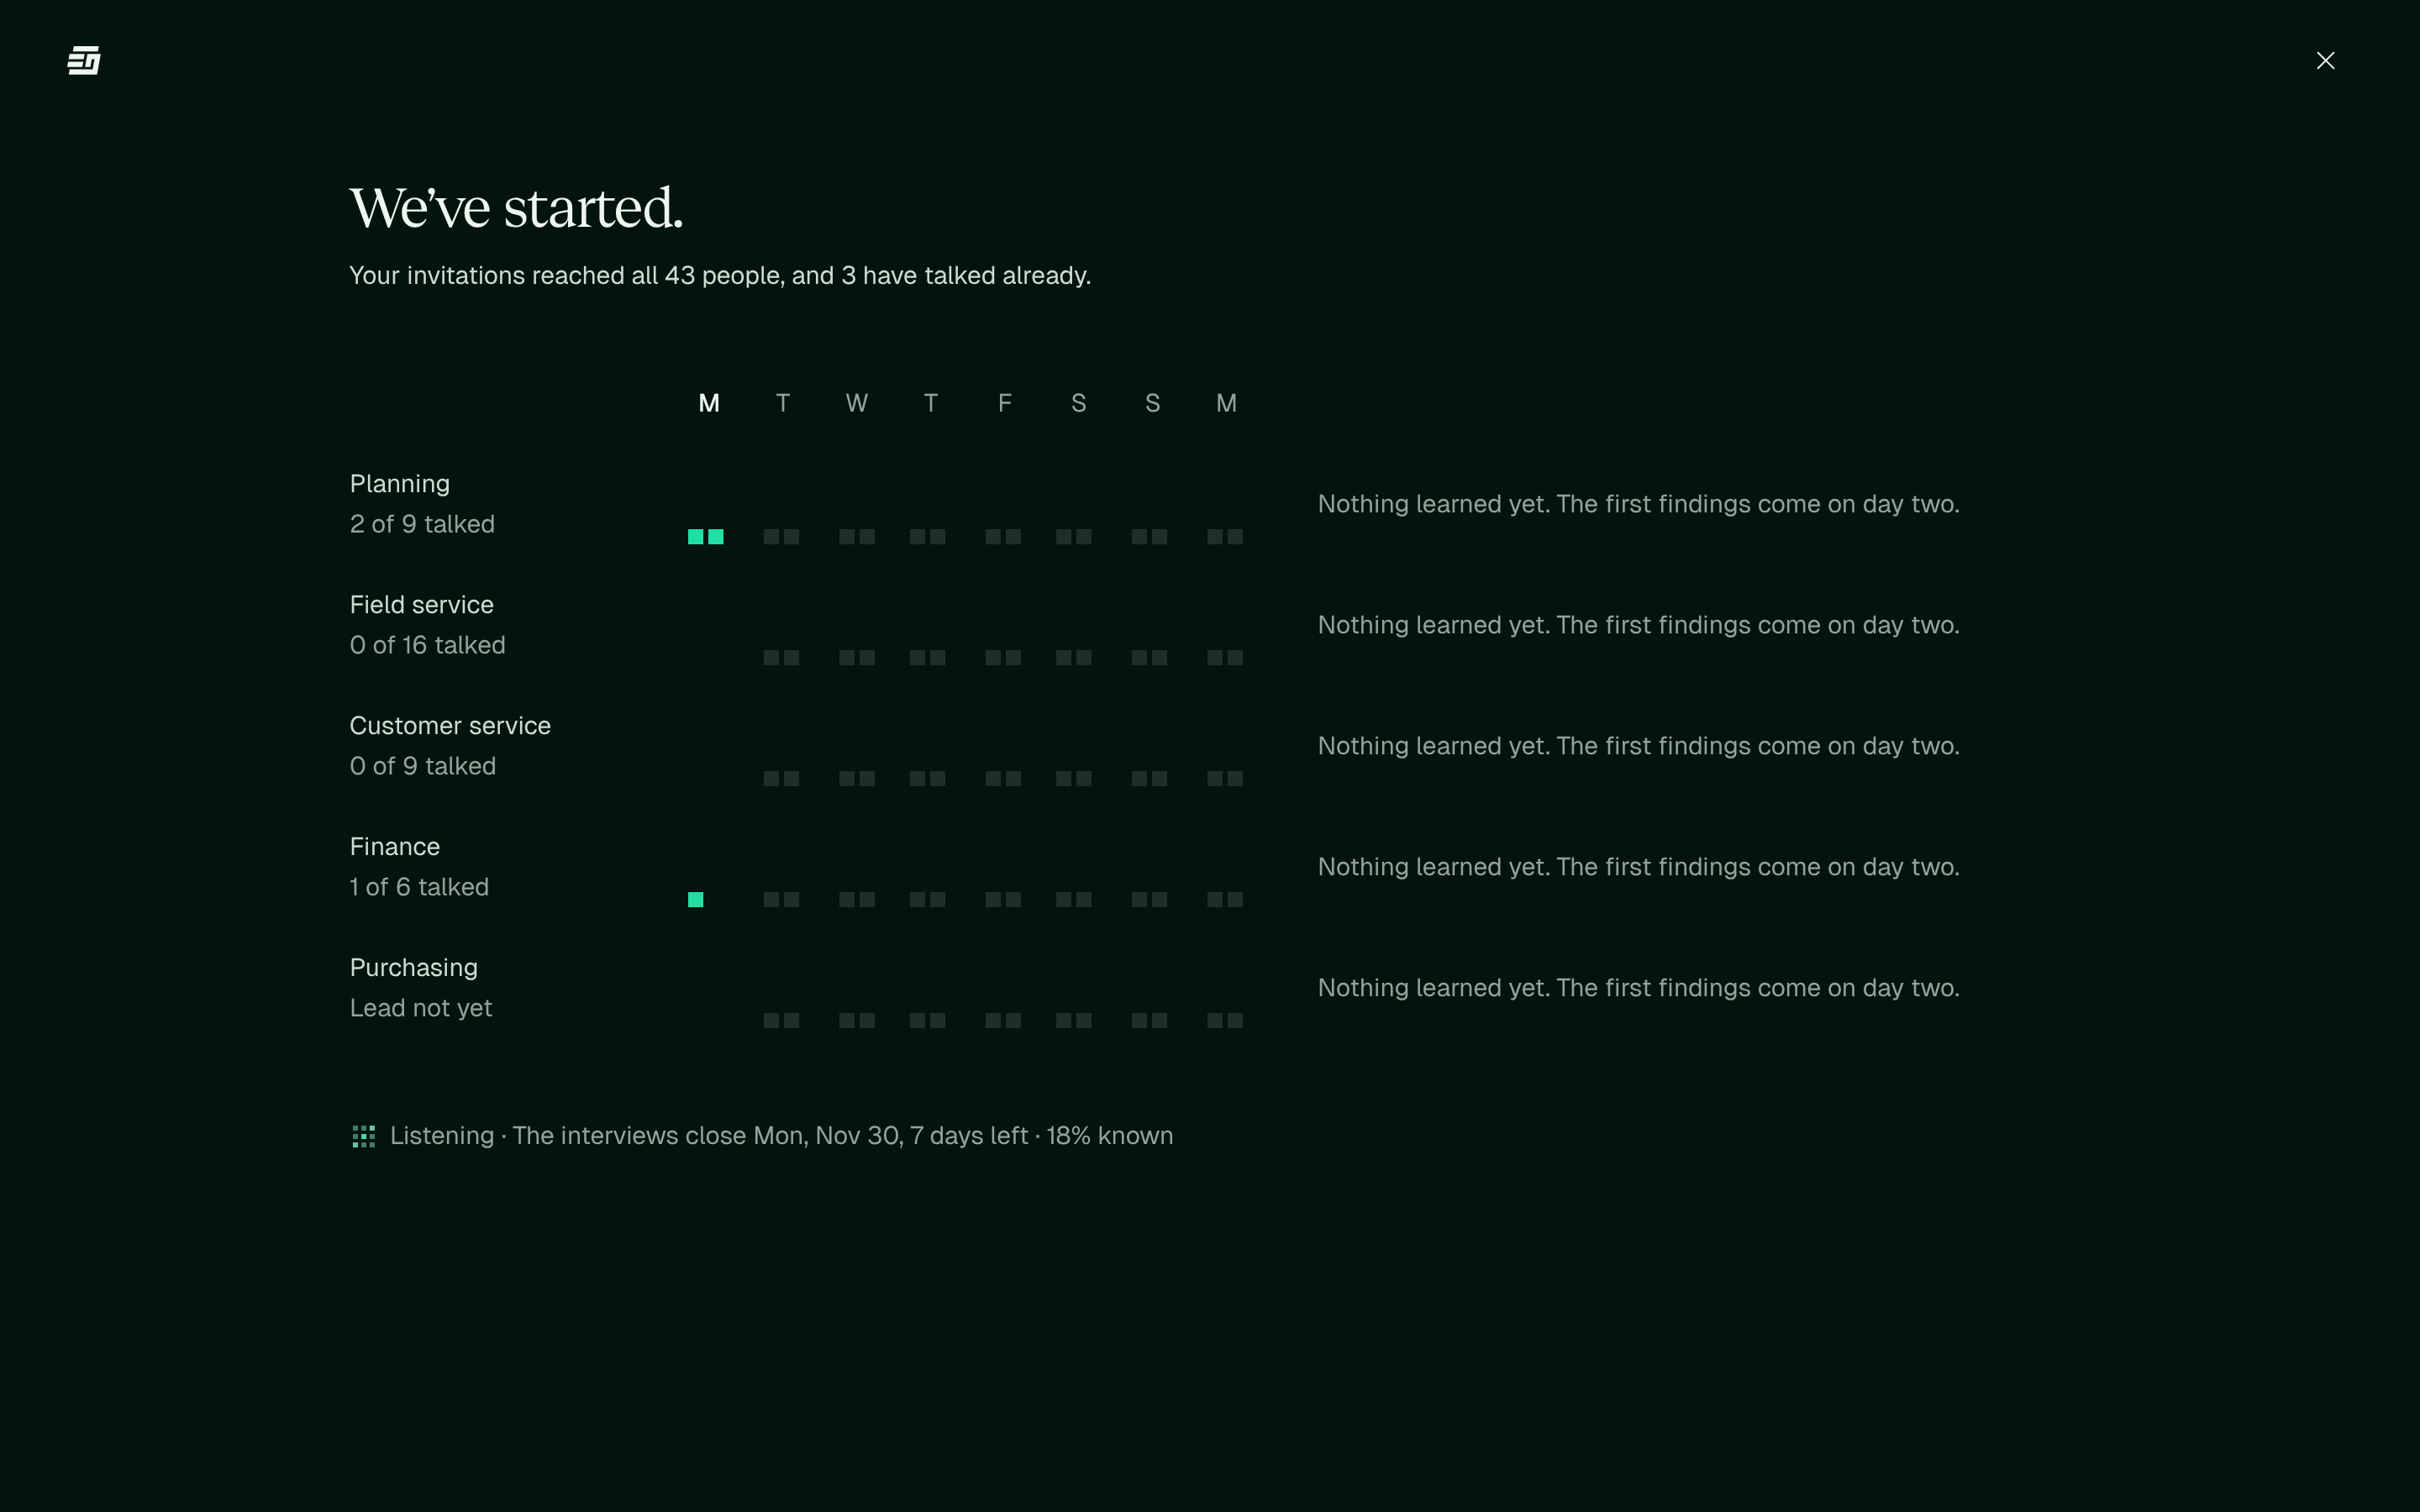 We’ve started.
Your invitations reached all 43 people, and 3 have talked already.
M T W T F S S M
Planning
2 of 9 talked
Nothing learned yet. The first findings come on day two.
Field service
0 of 16 talked
Nothing learned yet. The first findings come on day two.
Customer service
0 of 9 talked
Nothing learned yet. The first findings come on day two.
Finance
1 of 6 talked
Nothing learned yet. The first findings come on day two.
Purchasing
Lead not yet
Nothing learned yet. The first findings come on day two.
Listening · The interviews close Mon, Nov 30, 7 days left · 18% known